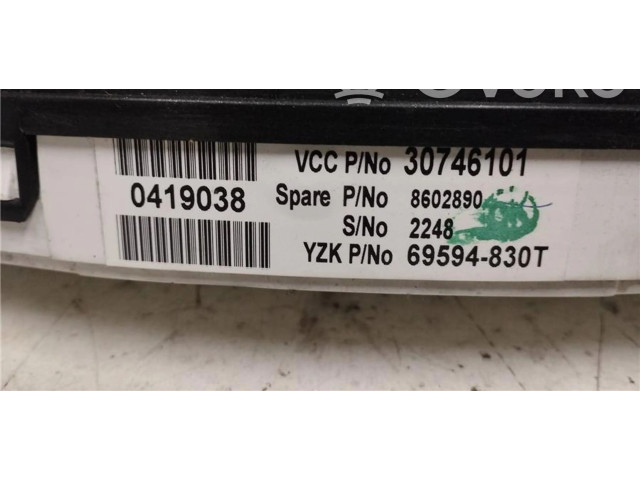 VCC P/No 30746101
0419038
Spare P/No 8602890
S/No 2248
YZK P/No 69594-830T